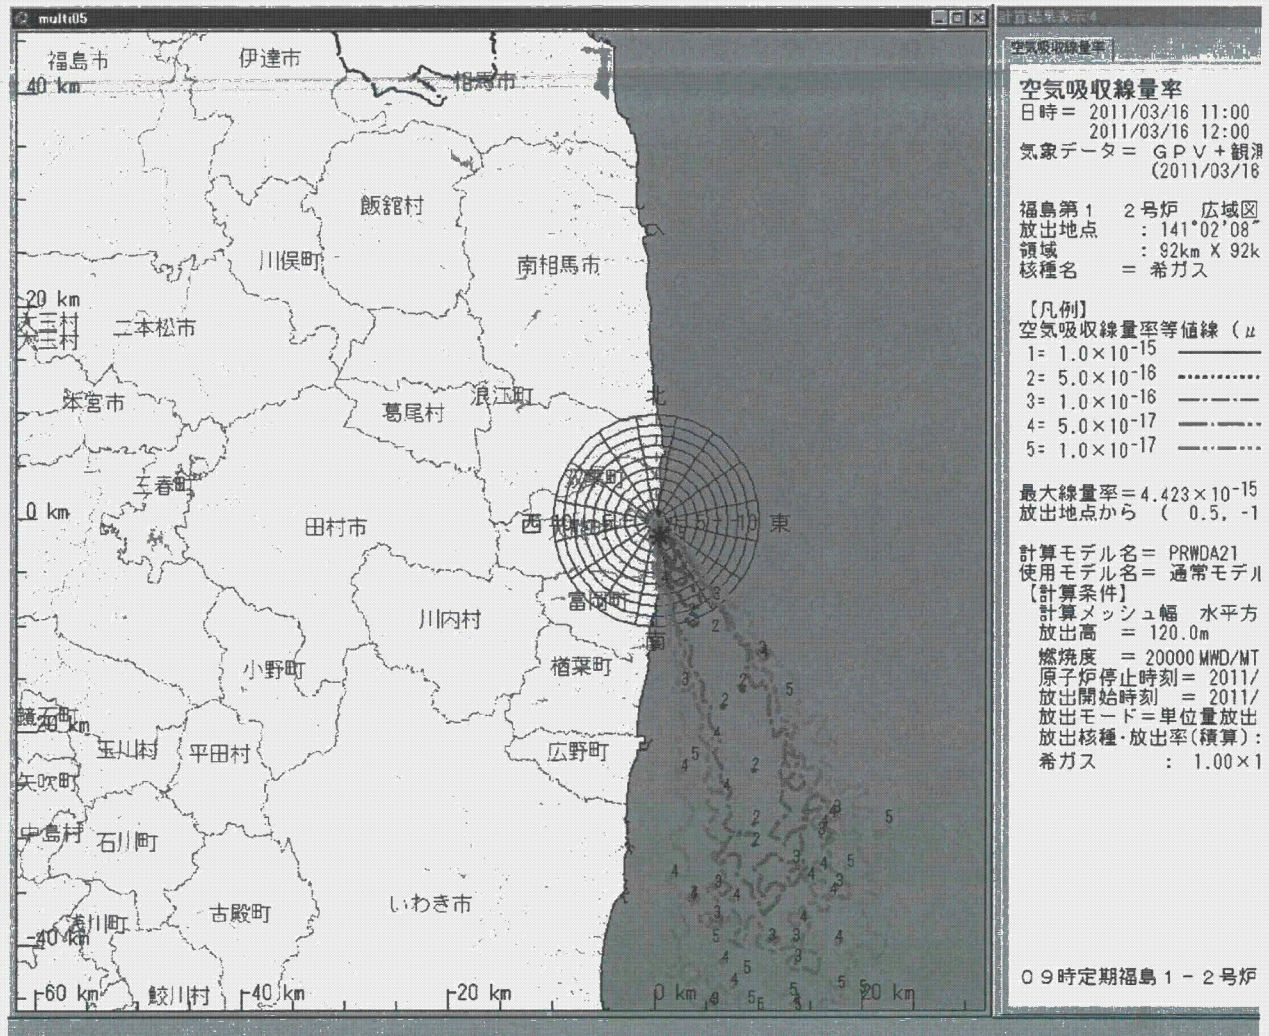 multi05
福島市
伊達市
相馬市
40 km
飯舘村
川俣町
南相馬市
20 km
大玉村
二本松市
本宮市
葛尾村
浪江町
北
三春町
双葉町
0 km
田村市
西
5
10
東
富岡町
川内村
南
小野町
楢葉町
鏡石町
-20 km
玉川村
平田村
広野町
矢吹町
中島村
石川町
いわき市
古殿町
浅川町
-40 km
-60 km
鮫川村
-40 km
-20 km
0 km
20 km
計算結果表示4
空気吸収線量率
空気吸収線量率
日時= 2011/03/16 11:00
2011/03/16 12:00
気象データ= GPV+観測
(2011/03/16
福島第1 2号炉 広域図
放出地点 : 141°02'08"
領域 : 92km X 92k
核種名 = 希ガス
【凡例】
空気吸収線量率等値線 (μ
1= 1.0×10-15
2= 5.0×10-16
3= 1.0×10-16
4= 5.0×10-17
5= 1.0×10-17
最大線量率=4.423×10-15
放出地点から ( 0.5, -1
計算モデル名= PRWDA21
使用モデル名= 通常モデル
【計算条件】
計算メッシュ幅 水平方
放出高 = 120.0m
燃焼度 = 20000MWD/MT
原子炉停止時刻= 2011/
放出開始時刻 = 2011/
放出モード=単位量放出
放出核種・放出率(積算):
希ガス : 1.00×1
09時定期福島1-2号炉